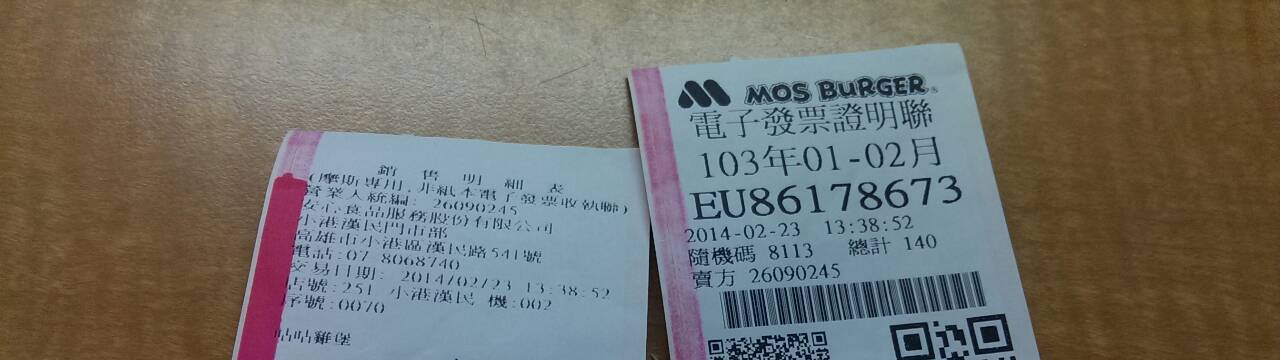 銷售明細表
(摩斯專用,非紙本電子發票收執聯)
營業人統編: 26090245
安心食品服務股份有限公司
小港漢民門市部
高雄市小港區漢民路541號
電話:07 8068740
交易日期: 2014/02/23 13:38:52
店號:251 小港漢民 機:002
序號:0070
咕咕雞堡
MOS BURGER®
電子發票證明聯
103年01-02月
EU86178673
2014-02-23 13:38:52
隨機碼 8113 總計 140
賣方 26090245